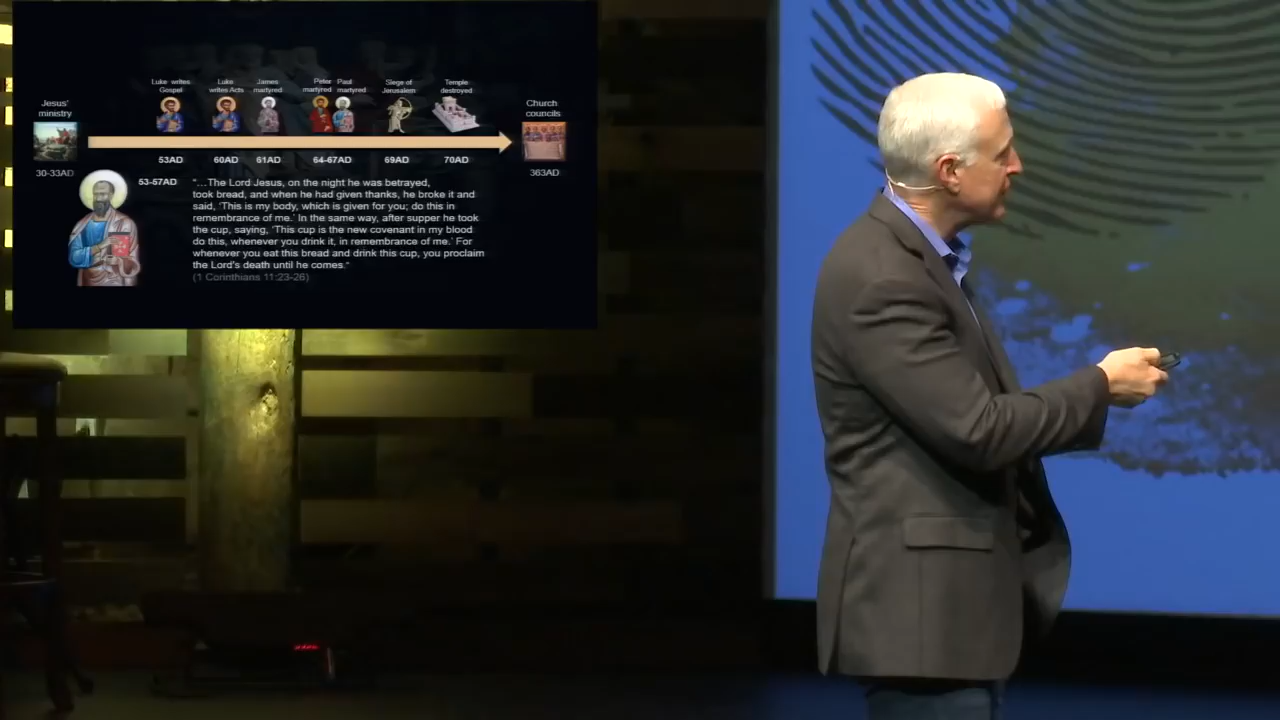 Luke writes
Gospel
Luke
writes Acts
James
martyred
Peter
martyred
Paul
martyred
Siege of
Jerusalem
Temple
destroyed
Jesus'
ministry
Church
councils
53AD
60AD
61AD
64-67AD
69AD
70AD
30-33AD
363AD
53-57AD
"...The Lord Jesus, on the night he was betrayed,
took bread, and when he had given thanks, he broke it and
said, 'This is my body, which is given for you; do this in
remembrance of me.' In the same way, after supper he took
the cup, saying, 'This cup is the new covenant in my blood
do this, whenever you drink it, in remembrance of me.' For
whenever you eat this bread and drink this cup, you proclaim
the Lord's death until he comes."
(1 Corinthians 11:23-26)